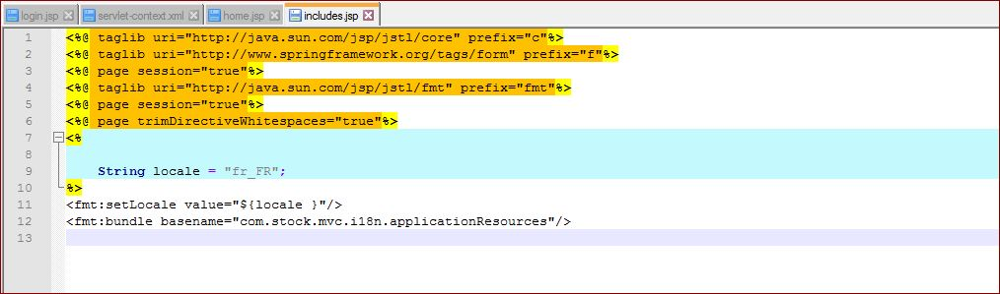 login.jsp servlet-context.xml home.jsp includes.jsp
1 <%@ taglib uri="http://java.sun.com/jsp/jstl/core" prefix="c"%>
2 <%@ taglib uri="http://www.springframework.org/tags/form" prefix="f"%>
3 <%@ page session="true"%>
4 <%@ taglib uri="http://java.sun.com/jsp/jstl/fmt" prefix="fmt"%>
5 <%@ page session="true"%>
6 <%@ page trimDirectiveWhitespaces="true"%>
7 <%
8
9 String locale = "fr_FR";
10 %>
11 <fmt:setLocale value="${locale }"/>
12 <fmt:bundle basename="com.stock.mvc.i18n.applicationResources"/>
13